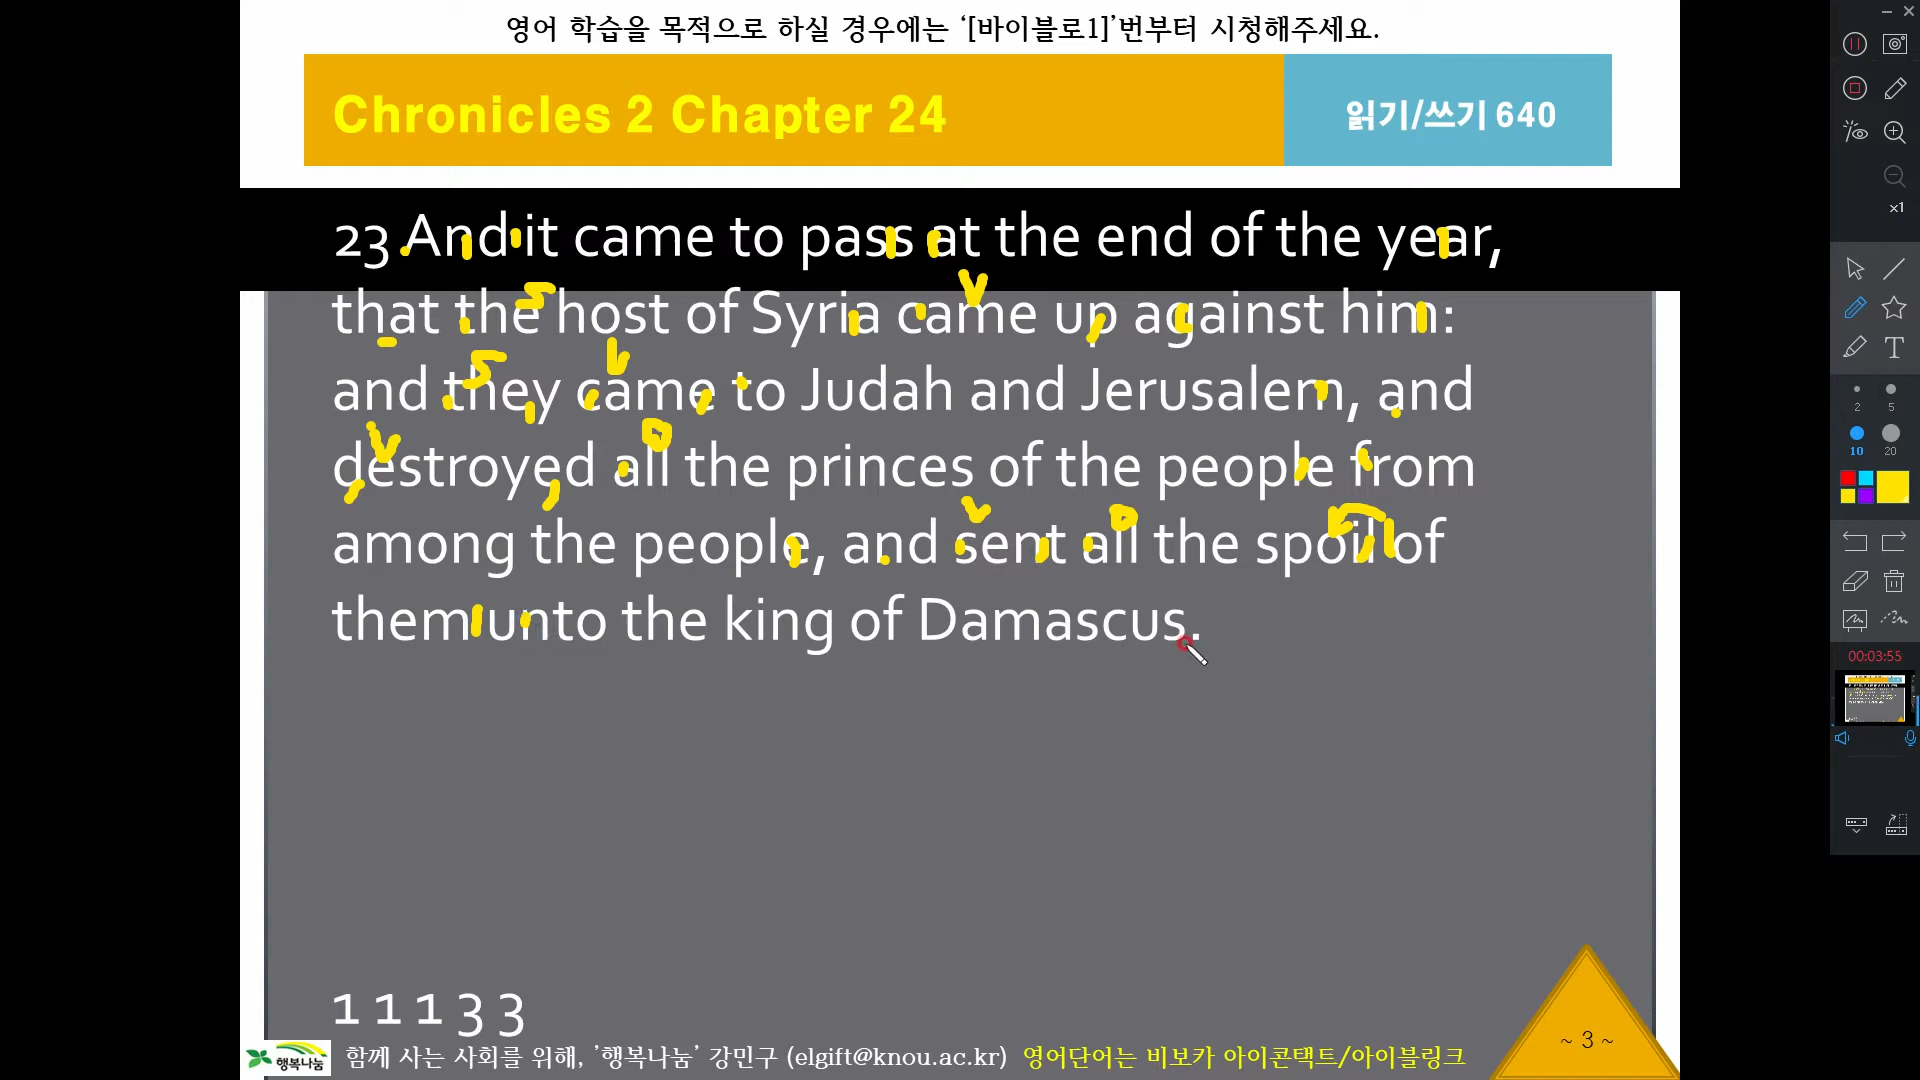 영어 학습을 목적으로 하실 경우에는 ‘[바이블로1]’번부터 시청해주세요.
Chronicles 2 Chapter 24
읽기/쓰기 640
23 And it came to pass at the end of the year,
that the host of Syria came up against him:
and they came to Judah and Jerusalem, and
destroyed all the princes of the people from
among the people, and sent all the spoil of
them unto the king of Damascus.
1 1 1 3 3
~ 3 ~
행복나눔 함께 사는 사회를 위해, '행복나눔' 강민구 (elgift@knou.ac.kr) 영어단어는 비보카 아이콘택트/아이블링크
x1
2 5
10 20
00:03:55